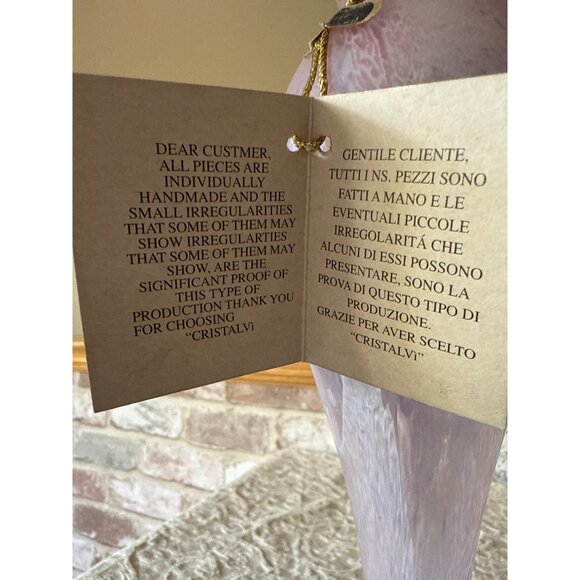 DEAR CUSTMER,
ALL PIECES ARE
INDIVIDUALLY
HANDMADE AND THE
SMALL IRREGULARITIES
THAT SOME OF THEM MAY
SHOW IRREGULARTIES
THAT SOME OF THEM MAY
SHOW, ARE THE
SIGNIFICANT PROOF OF
THIS TYPE OF
PRODUCTION THANK YOU
FOR CHOOSING
“CRISTALVì
GENTILE CLIENTE,
TUTTI I NS. PEZZI SONO
FATTI A MANO E LE
EVENTUALI PICCOLE
IRREGOLARITÁ CHE
ALCUNI DI ESSI POSSONO
PRESENTARE, SONO LA
PROVA DI QUESTO TIPO DI
PRODUZIONE.
GRAZIE PER AVER SCELTO
“CRISTALVì”